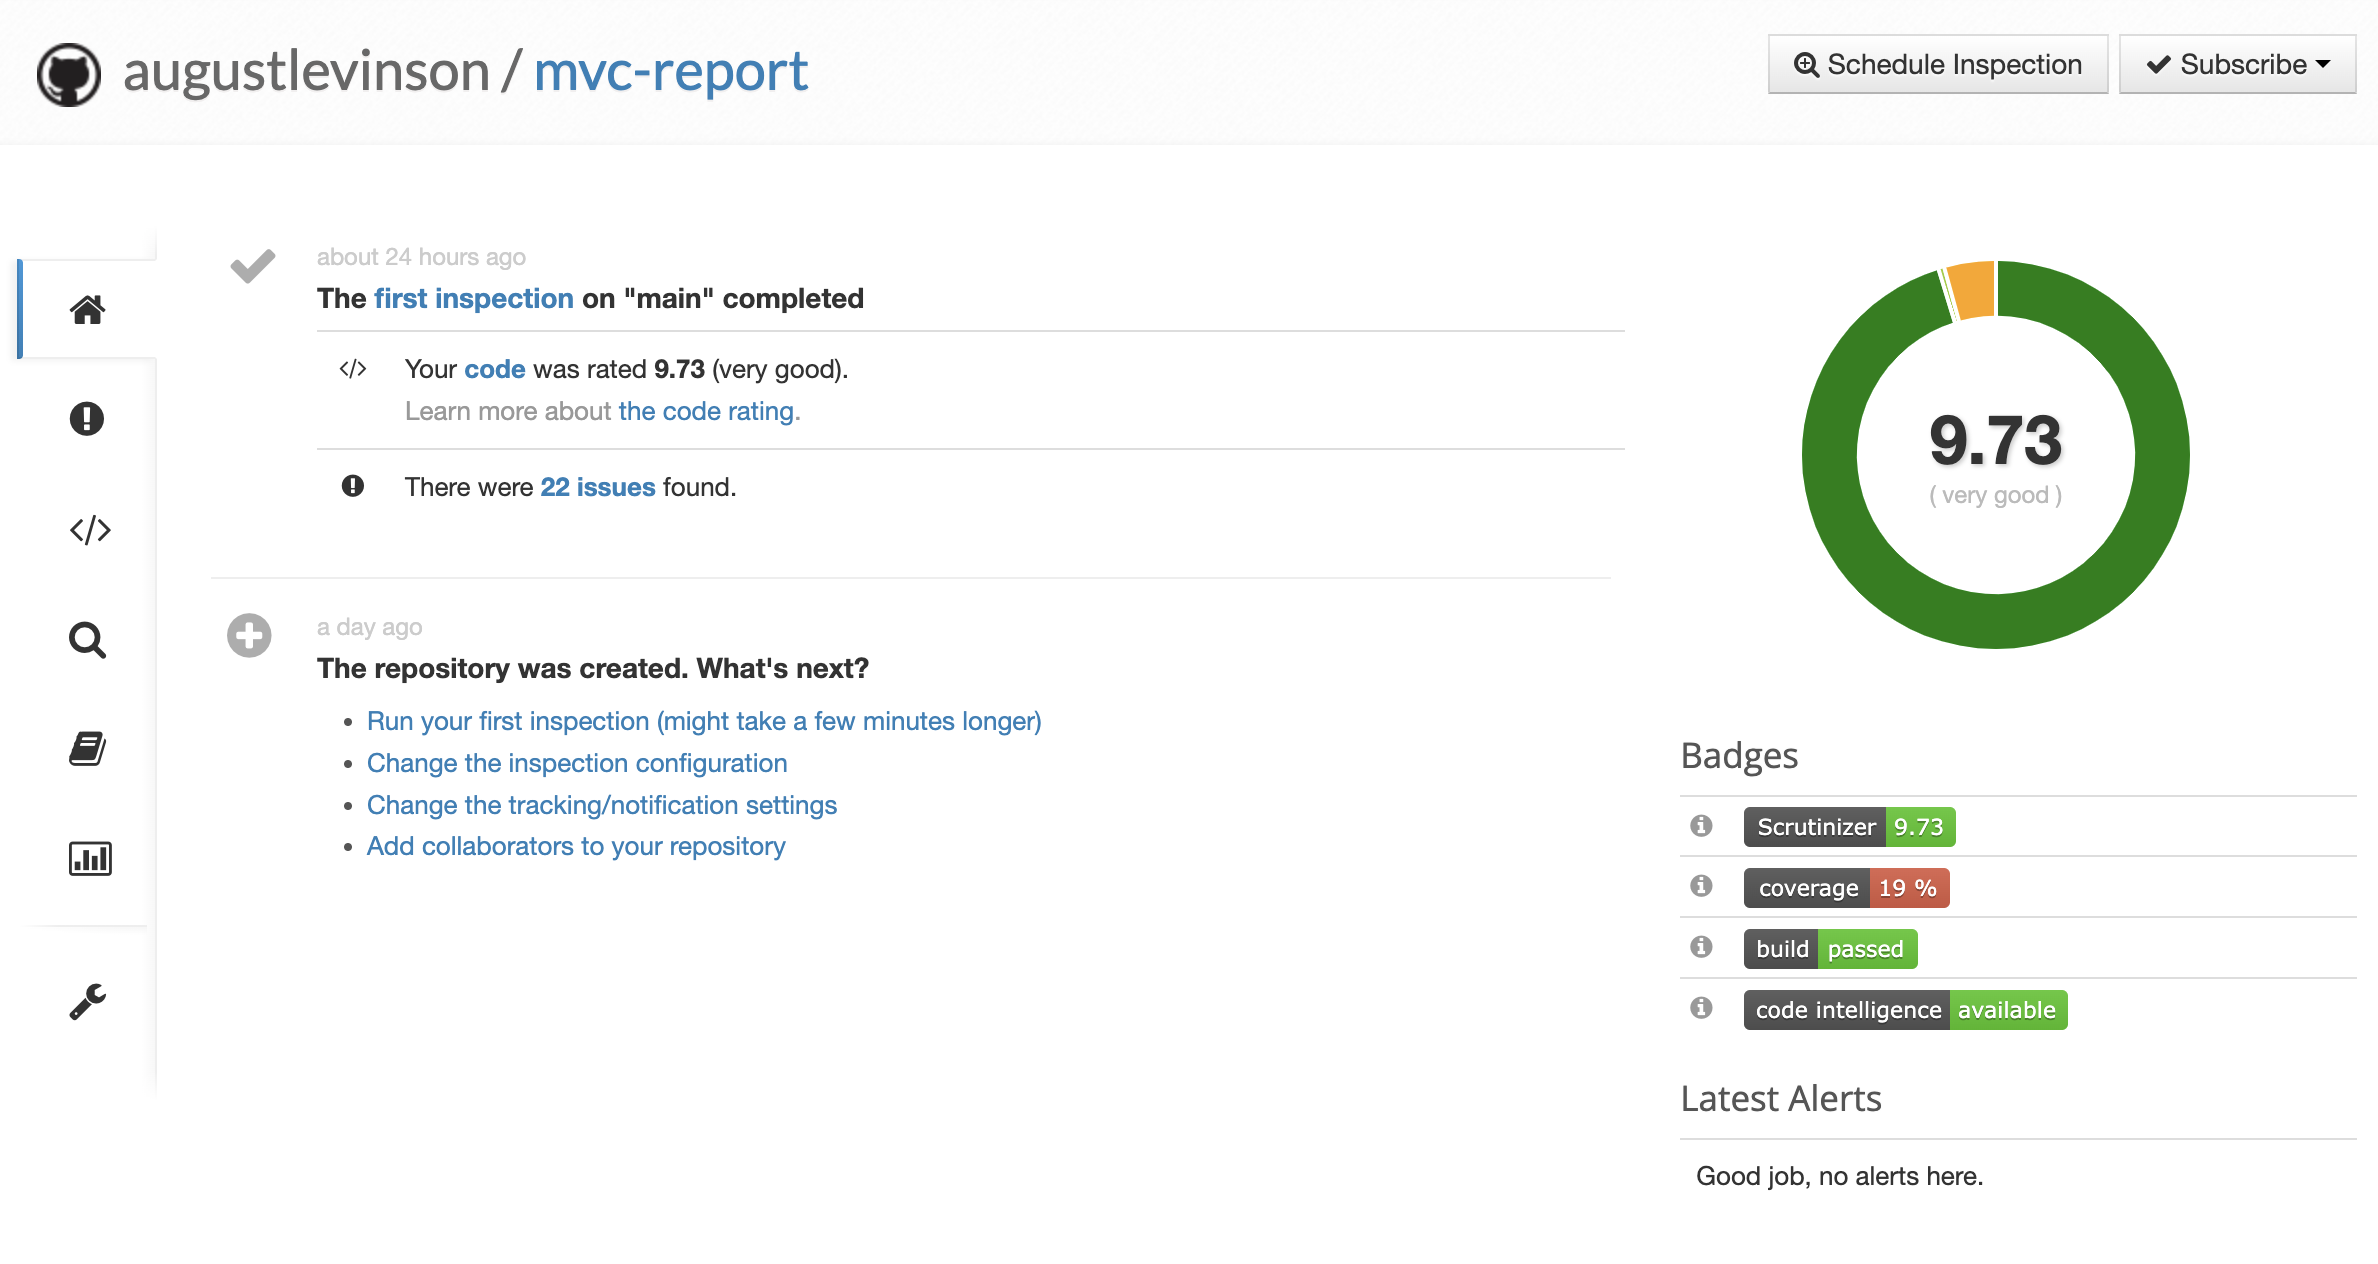 augustlevinson / mvc-report
Schedule Inspection
Subscribe
about 24 hours ago
The first inspection on "main" completed
</> Your code was rated 9.73 (very good).
Learn more about the code rating.
There were 22 issues found.
</>
a day ago
The repository was created. What's next?
• Run your first inspection (might take a few minutes longer)
• Change the inspection configuration
• Change the tracking/notification settings
• Add collaborators to your repository
9.73
( very good )
Badges
Scrutinizer 9.73
coverage 19 %
build passed
code intelligence available
Latest Alerts
Good job, no alerts here.